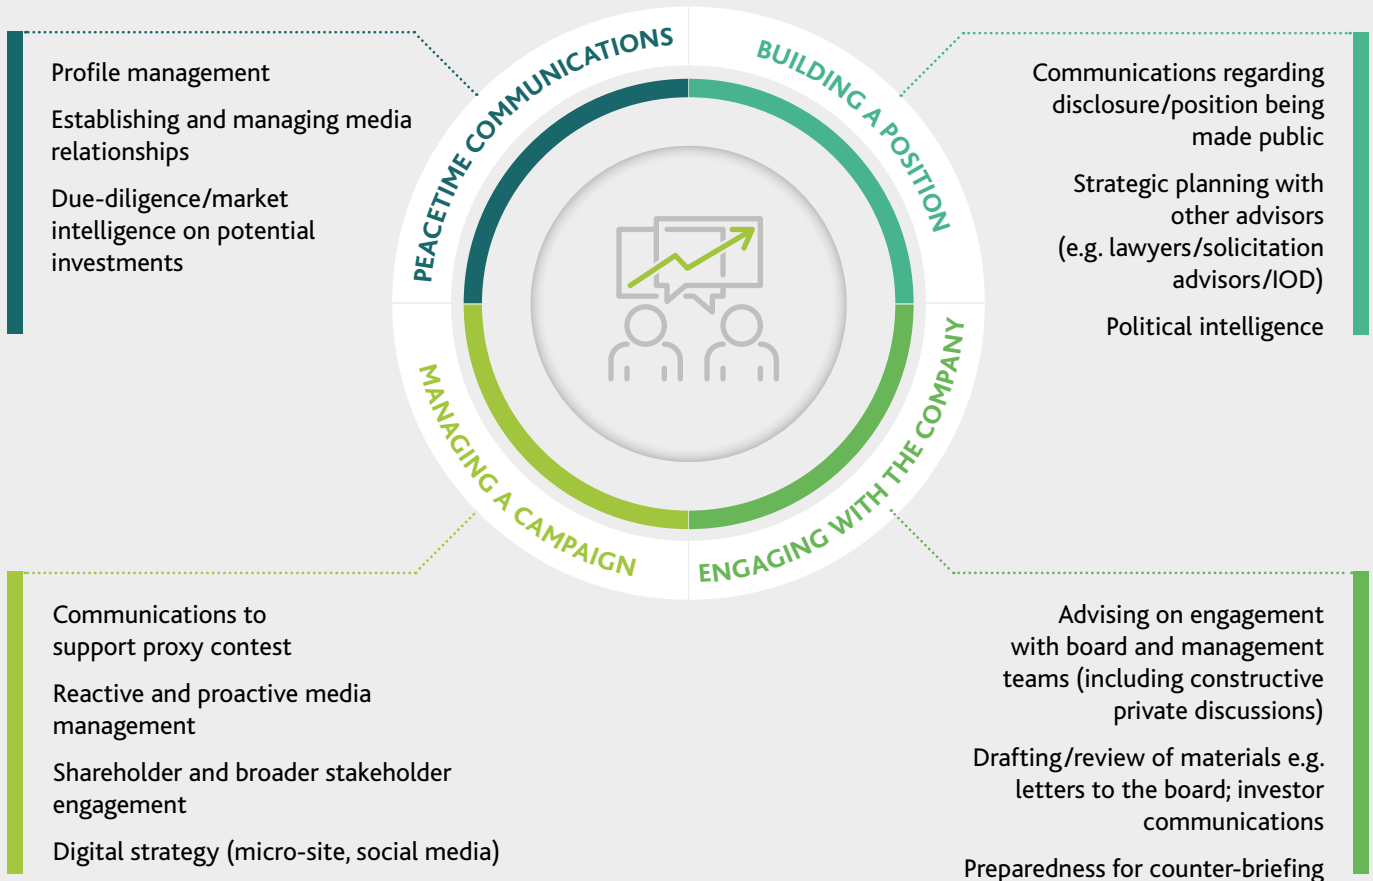 PEACETIME COMMUNICATIONS
Profile management
Establishing and managing media
relationships
Due-diligence/market
intelligence on potential
investments
BUILDING A POSITION
Communications regarding
disclosure/position being
made public
Strategic planning with
other advisors
(e.g. lawyers/solicitation
advisors/IOD)
Political intelligence
MANAGING A CAMPAIGN
Communications to
support proxy contest
Reactive and proactive media
management
Shareholder and broader stakeholder
engagement
Digital strategy (micro-site, social media)
ENGAGING WITH THE COMPANY
Advising on engagement
with board and management
teams (including constructive
private discussions)
Drafting/review of materials e.g.
letters to the board; investor
communications
Preparedness for counter-briefing